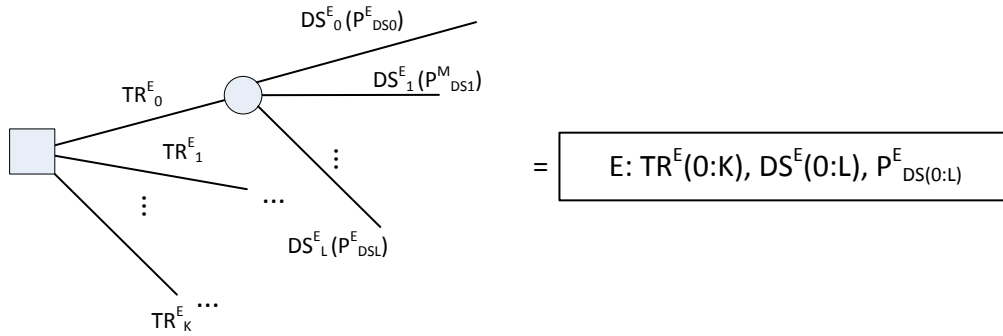 DS^E_0 (P^E_DS0)
DS^E_1 (P^M_DS1)
TR^E_0
TR^E_1
⋮
= E: TR^E(0:K), DS^E(0:L), P^E_DS(0:L)
⋮
...
DS^E_L (P^E_DSL)
TR^E_K ...